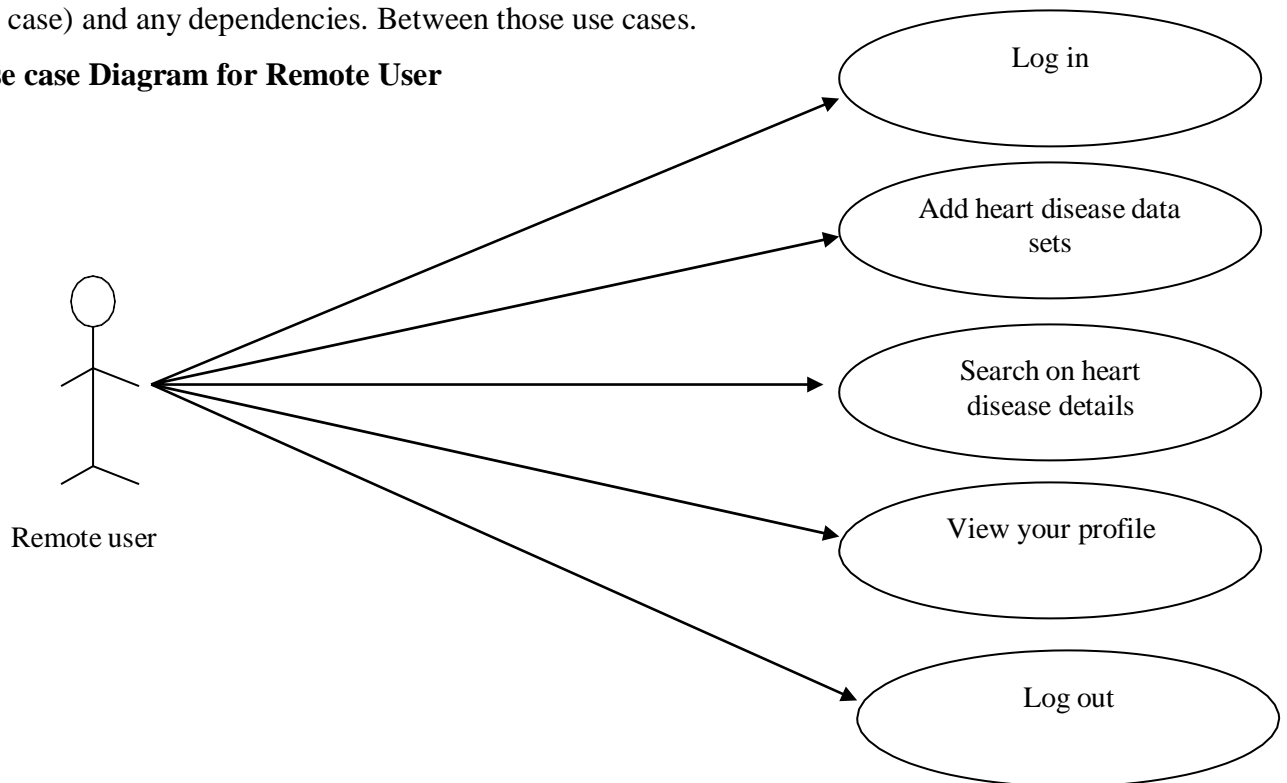 case) and any dependencies. Between those use cases.
se case Diagram for Remote User
Log in
Add heart disease data
sets
Search on heart
disease details
View your profile
Remote user
Log out